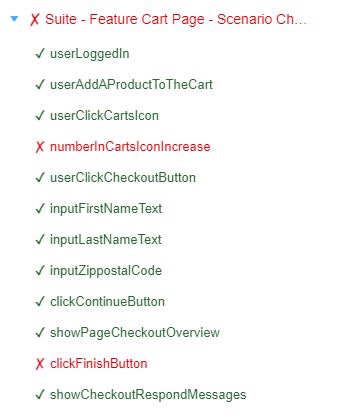 ✗ Suite - Feature Cart Page - Scenario Ch...
✓ userLoggedIn
✓ userAddAProductToTheCart
✓ userClickCartsIcon
✗ numberInCartsIconIncrease
✓ userClickCheckoutButton
✓ inputFirstNameText
✓ inputLastNameText
✓ inputZippostalCode
✓ clickContinueButton
✓ showPageCheckoutOverview
✗ clickFinishButton
✓ showCheckoutRespondMessages